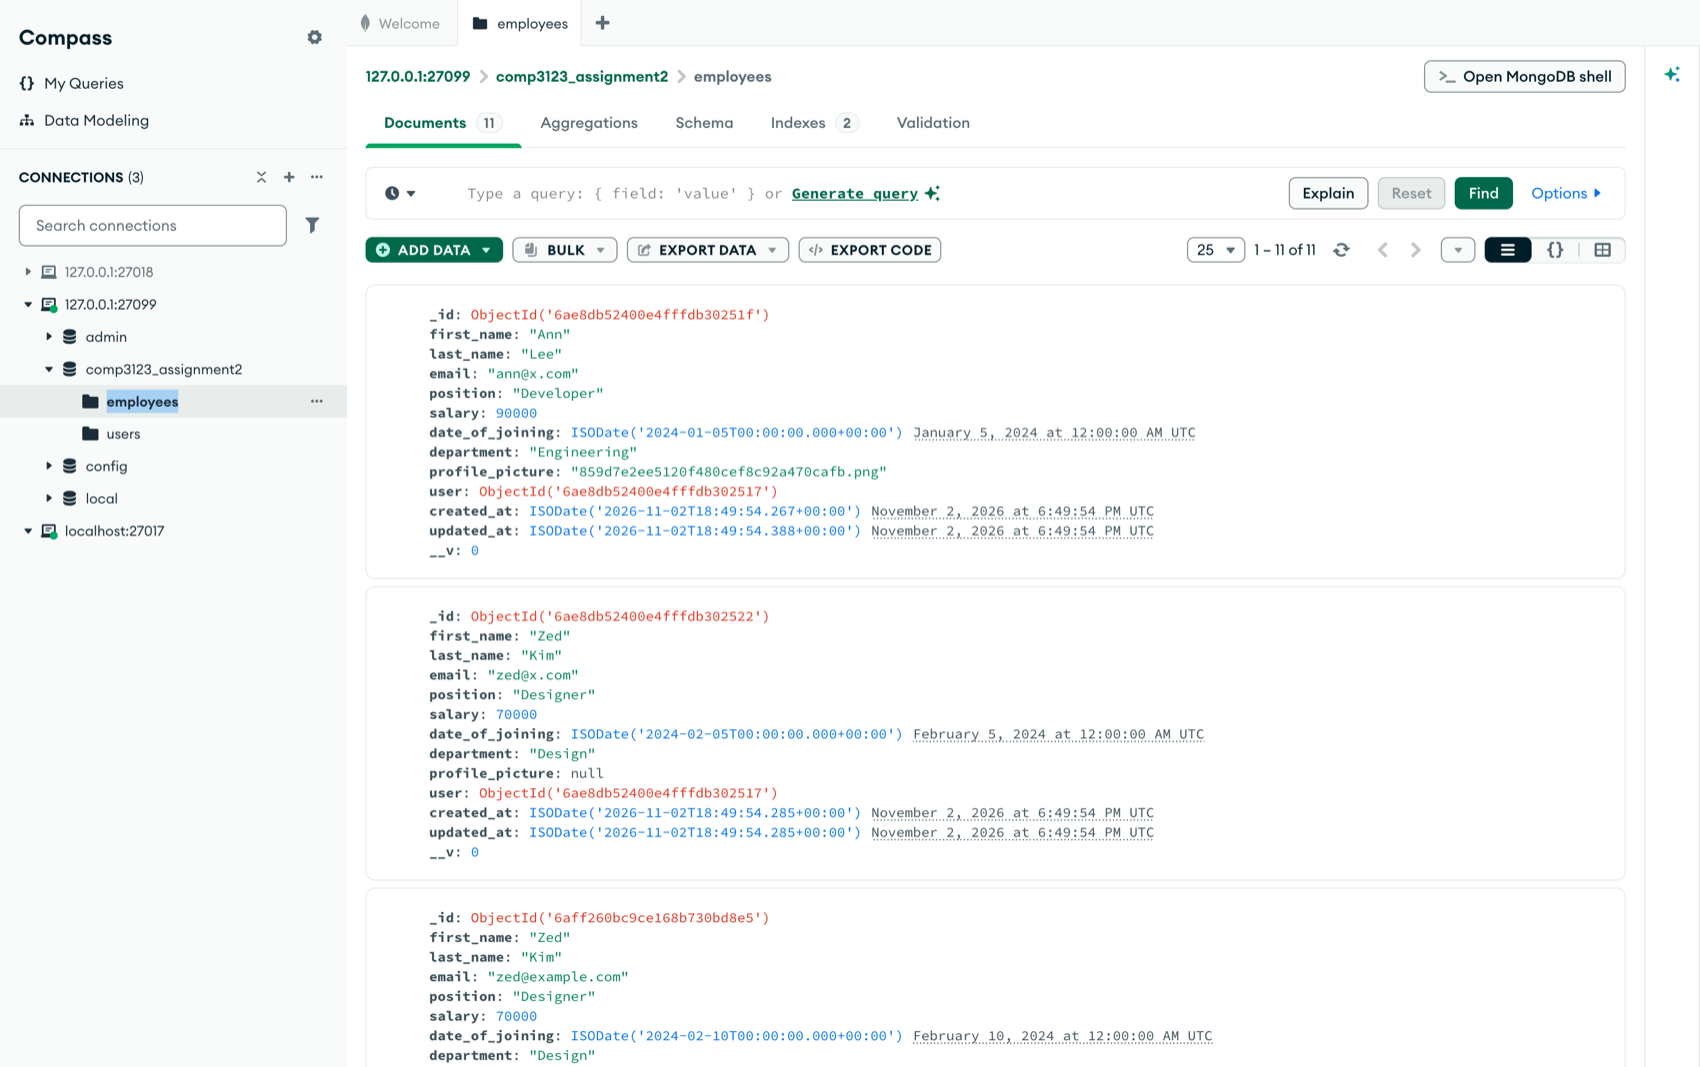 Compass
My Queries
Data Modeling
CONNECTIONS (3)
Search connections
127.0.0.1:27018
127.0.0.1:27099
admin
comp3123_assignment2
employees
users
config
local
localhost:27017
Welcome
employees
127.0.0.1:27099 > comp3123_assignment2 > employees
>_ Open MongoDB shell
Documents 11 Aggregations Schema Indexes 2 Validation
Type a query: { field: 'value' } or Generate query
Explain Reset Find Options
ADD DATA BULK EXPORT DATA EXPORT CODE
25 1 – 11 of 11
_id: ObjectId('6ae8db52400e4fffdb30251f')
first_name: "Ann"
last_name: "Lee"
email: "ann@x.com"
position: "Developer"
salary: 90000
date_of_joining: ISODate('2024-01-05T00:00:00.000+00:00') January 5, 2024 at 12:00:00 AM UTC
department: "Engineering"
profile_picture: "859d7e2ee5120f480cef8c92a470cafb.png"
user: ObjectId('6ae8db52400e4fffdb302517')
created_at: ISODate('2026-11-02T18:49:54.267+00:00') November 2, 2026 at 6:49:54 PM UTC
updated_at: ISODate('2026-11-02T18:49:54.388+00:00') November 2, 2026 at 6:49:54 PM UTC
__v: 0
_id: ObjectId('6ae8db52400e4fffdb302522')
first_name: "Zed"
last_name: "Kim"
email: "zed@x.com"
position: "Designer"
salary: 70000
date_of_joining: ISODate('2024-02-05T00:00:00.000+00:00') February 5, 2024 at 12:00:00 AM UTC
department: "Design"
profile_picture: null
user: ObjectId('6ae8db52400e4fffdb302517')
created_at: ISODate('2026-11-02T18:49:54.285+00:00') November 2, 2026 at 6:49:54 PM UTC
updated_at: ISODate('2026-11-02T18:49:54.285+00:00') November 2, 2026 at 6:49:54 PM UTC
__v: 0
_id: ObjectId('6aff260bc9ce168b730bd8e5')
first_name: "Zed"
last_name: "Kim"
email: "zed@example.com"
position: "Designer"
salary: 70000
date_of_joining: ISODate('2024-02-10T00:00:00.000+00:00') February 10, 2024 at 12:00:00 AM UTC
department: "Design"